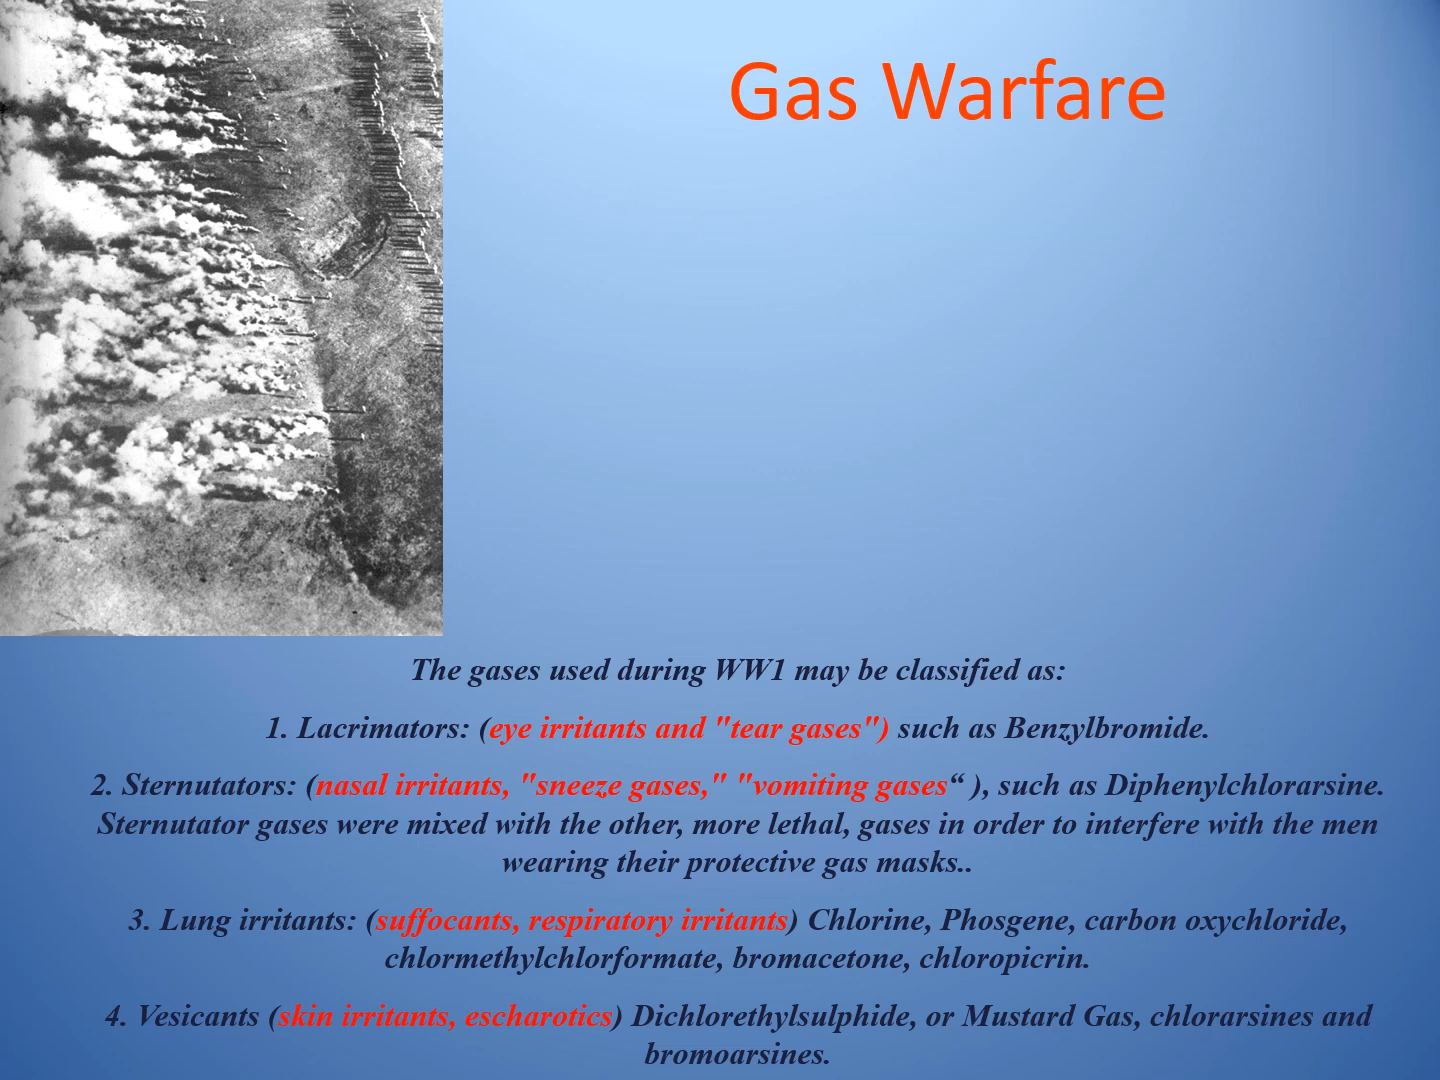 Gas Warfare
The gases used during WW1 may be classified as:
1. Lacrimators: (eye irritants and "tear gases") such as Benzylbromide.
2. Sternutators: (nasal irritants, "sneeze gases," "vomiting gases“ ), such as Diphenylchlorarsine.
Sternutator gases were mixed with the other, more lethal, gases in order to interfere with the men
wearing their protective gas masks..
3. Lung irritants: (suffocants, respiratory irritants) Chlorine, Phosgene, carbon oxychloride,
chlormethylchlorformate, bromacetone, chloropicrin.
4. Vesicants (skin irritants, escharotics) Dichlorethylsulphide, or Mustard Gas, chlorarsines and
bromoarsines.